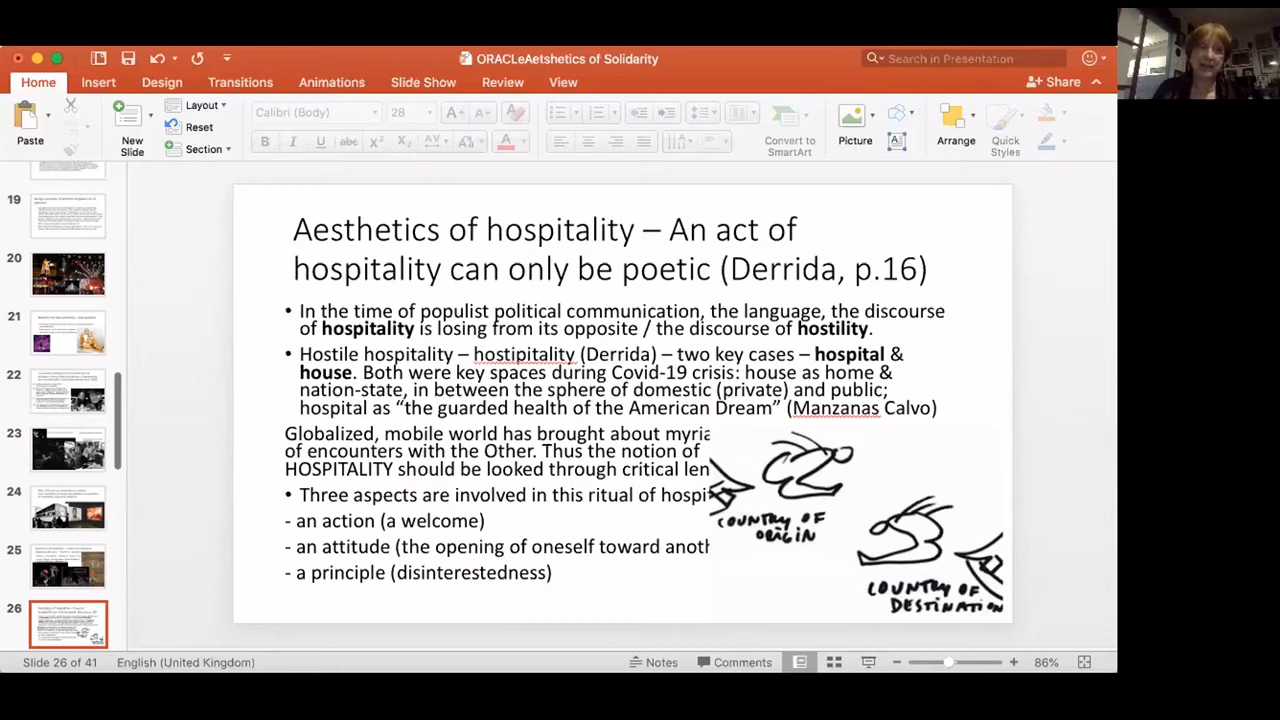 ORACLeAetshetics of Solidarity
Search in Presentation
Home Insert Design Transitions Animations Slide Show Review View
Share
Paste
New Slide
Layout
Reset
Section
Calibri (Body) 28
Convert to SmartArt
Picture
Arrange
Quick Styles
19
20
21
22
23
24
25
26
Aesthetics of hospitality – An act of
hospitality can only be poetic (Derrida, p.16)
• In the time of populist political communication, the language, the discourse
of hospitality is losing from its opposite / the discourse of hostility.
• Hostile hospitality – Hostipitality (Derrida) – two key cases – hospital &
house. Both were key spaces during Covid-19 crisis: house as home &
nation-state, in between the sphere of domestic (private) and public;
hospital as “the guarded health of the American Dream” (Manzanas Calvo)
Globalized, mobile world has brought about myria
of encounters with the Other. Thus the notion of
HOSPITALITY should be looked through critical len
• Three aspects are involved in this ritual of hospi
- an action (a welcome)
- an attitude (the opening of oneself toward anoth
- a principle (disinterestedness)
COUNTRY OF
ORIGIN
COUNTRY OF
DESTINATION
Slide 26 of 41 English (United Kingdom) Notes Comments 86%